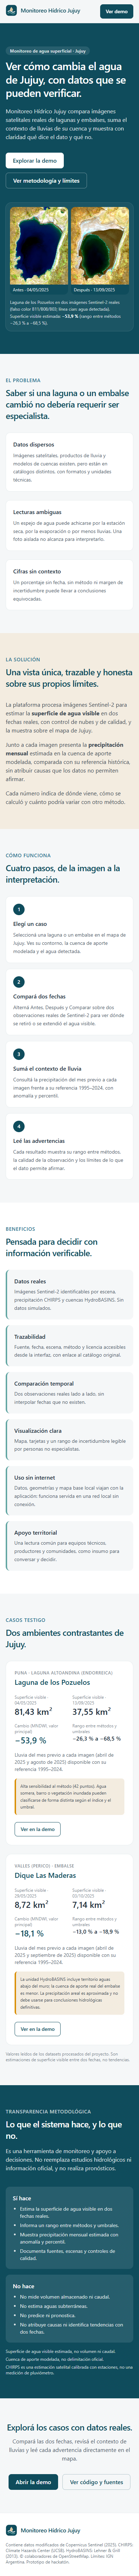 Monitoreo Hídrico Jujuy
Ver demo
Monitoreo de agua superficial · Jujuy
Ver cómo cambia el agua
de Jujuy, con datos que se
pueden verificar.
Monitoreo Hídrico Jujuy compara imágenes
satelitales reales de lagunas y embalses, suma el
contexto de lluvias de su cuenca y muestra con
claridad qué dice el dato y qué no.
Explorar la demo
Ver metodología y límites
Antes · 04/05/2025
Después · 13/09/2025
Laguna de los Pozuelos en dos imágenes Sentinel-2 reales
(falso color B11/B08/B03; línea cian: agua detectada).
Superficie visible estimada: −53,9 % (rango entre métodos
−26,3 % a −68,5 %).
EL PROBLEMA
Saber si una laguna o un embalse
cambió no debería requerir ser
especialista.
Datos dispersos
Imágenes satelitales, productos de lluvia y
modelos de cuencas existen, pero están en
catálogos distintos, con formatos y unidades
técnicas.
Lecturas ambiguas
Un espejo de agua puede achicarse por estación
seca, por la evaporación o por menos lluvias. Una
foto aislada no alcanza para interpretarlo.
Cifras sin contexto
Un porcentaje sin fecha, sin método ni margen de
incertidumbre puede llevar a conclusiones
equivocadas.
LA SOLUCIÓN
Una vista única, trazable y honesta
sobre sus propios límites.
La plataforma procesa imágenes Sentinel-2 para
estimar la superficie de agua visible en dos
fechas reales, con máscara de nubes y calidad, y
la muestra sobre el mapa de Jujuy.
Junto a cada imagen presenta la precipitación
mensual estimada en la cuenca de aporte
modelada, comparada con su referencia histórica,
sin atribuir causas que los datos no permiten
afirmar.
Cada número indica de dónde viene, cómo se
calculó y cuánto podría variar con otro método.
CÓMO FUNCIONA
Cuatro pasos, de la imagen a la
interpretación.
1
Elegí un caso
Seleccioná una laguna o un embalse en el mapa de
Jujuy. Ves su contorno, la cuenca de aporte
modelada y el agua detectada.
2
Compará dos fechas
Alterná Antes, Después y Comparar sobre dos
observaciones reales de Sentinel-2 para ver dónde
se retiró o se extendió el agua visible.
3
Sumá el contexto de lluvia
Consultá la precipitación del mes previo a cada
imagen frente a su referencia 1995–2024, con
anomalía y percentil.
4
Leé las advertencias
Cada resultado muestra su rango entre métodos,
la calidad de la observación y los límites de lo que
el dato permite afirmar.
BENEFICIOS
Pensada para decidir con
información verificable.
Datos reales
Imágenes Sentinel-2 identificables por escena,
precipitación CHIRPS y cuencas HydroBASINS. Sin
datos simulados.
Trazabilidad
Fuente, fecha, escena, método y licencia accesibles
desde la interfaz, con enlace al catálogo original.
Comparación temporal
Dos observaciones reales lado a lado, sin
interpolar fechas que no existen.
Visualización clara
Mapa, tarjetas y un rango de incertidumbre legible
por personas no especialistas.
Uso sin internet
Datos, geometrías y mapa base local viajan con la
aplicación: funciona servida en una red local sin
conexión.
Apoyo territorial
Una lectura común para equipos técnicos,
productores y comunidades, como insumo para
conversar y decidir.
CASOS TESTIGO
Dos ambientes contrastantes de
Jujuy.
PUNA · LAGUNA ALTOANDINA (ENDORREICA)
Laguna de los Pozuelos
Superficie visible ·
04/05/2025
81,43 km²
Superficie visible ·
13/09/2025
37,55 km²
Cambio (MNDWI, valor
principal)
−53,9 %
Rango entre métodos y
umbrales
−26,3 % a −68,5 %
Lluvia del mes previo a cada imagen (abril de
2025 y agosto de 2025) disponible con su
referencia 1995–2024.
Alta sensibilidad al método (42 puntos). Agua
somera, barro o vegetación inundada pueden
clasificarse de forma distinta según el índice y el
umbral.
Ver en la demo
VALLES (PERICO) · EMBALSE
Dique Las Maderas
Superficie visible ·
29/05/2025
8,72 km²
Superficie visible ·
03/10/2025
7,14 km²
Cambio (MNDWI, valor
principal)
−18,1 %
Rango entre métodos y
umbrales
−13,0 % a −18,9 %
Lluvia del mes previo a cada imagen (abril de
2025 y septiembre de 2025) disponible con su
referencia 1995–2024.
La unidad HydroBASINS incluye territorio aguas
abajo del muro; la cuenca de aporte real del embalse
es menor. La precipitación areal es aproximada y no
debe usarse para conclusiones hidrológicas
definitivas.
Ver en la demo
Valores leídos de los datasets procesados del proyecto. Son
estimaciones de superficie visible entre dos fechas, no tendencias.
TRANSPARENCIA METODOLÓGICA
Lo que el sistema hace, y lo que
no.
Es una herramienta de monitoreo y apoyo a
decisiones. No reemplaza estudios hidrológicos ni
información oficial, y no realiza pronósticos.
Sí hace
Estima la superficie de agua visible en dos
fechas reales.
Informa un rango entre métodos y umbrales.
Muestra precipitación mensual estimada con
anomalía y percentil.
Documenta fuentes, escenas y controles de
calidad.
No hace
No mide volumen almacenado ni caudal.
No estima aguas subterráneas.
No predice ni pronostica.
No atribuye causas ni identifica tendencias con
dos fechas.
Superficie de agua visible estimada, no volumen ni caudal.
Cuenca de aporte modelada, no delimitación oficial.
CHIRPS es una estimación satelital calibrada con estaciones, no una
medición de pluviómetro.
Explorá los casos con datos reales.
Compará las dos fechas, revisá el contexto de
lluvias y leé cada advertencia directamente en el
mapa.
Abrir la demo
Ver código y fuentes
Monitoreo Hídrico Jujuy
Contiene datos modificados de Copernicus Sentinel (2025). CHIRPS:
Climate Hazards Center (UCSB). HydroBASINS: Lehner & Grill
(2013). © colaboradores de OpenStreetMap. Límites: IGN
Argentina. Prototipo de hackatón.